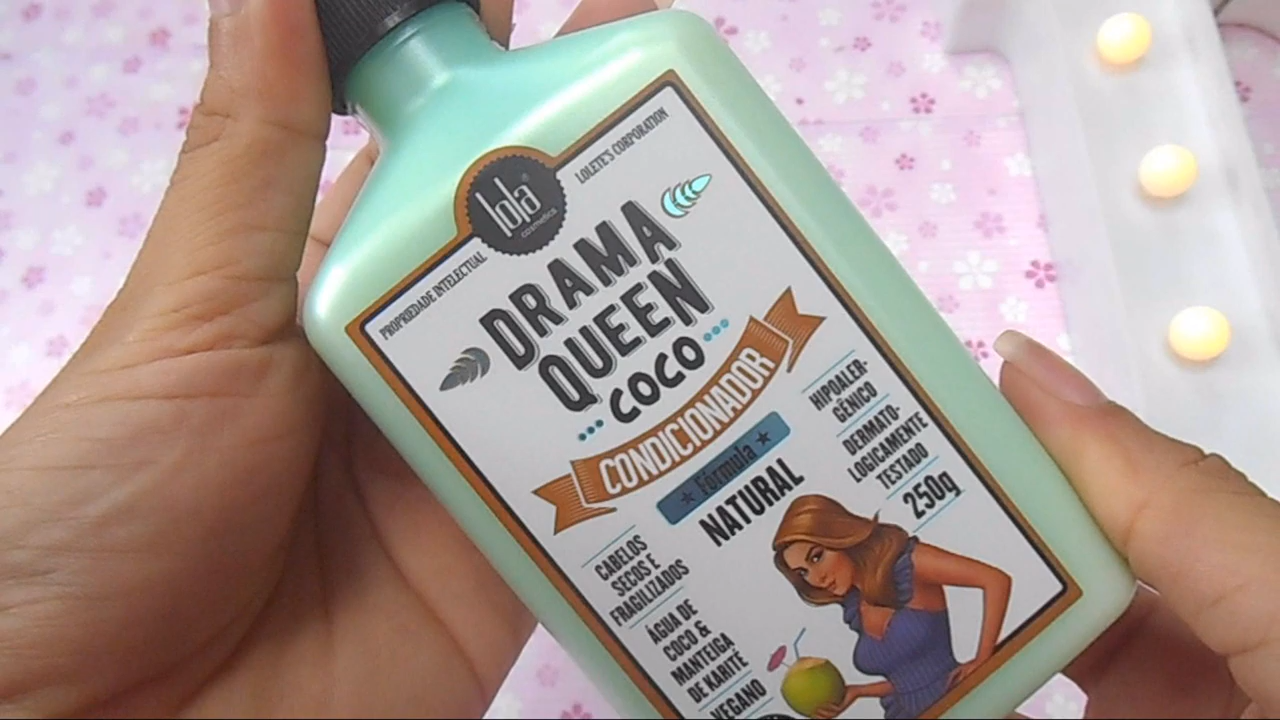 PROPRIEDADE INTELECTUAL
lola
cosmetics
LOLETE'S CORPORATION
DRAMA
QUEEN
COCO
CONDICIONADOR
Fórmula
NATURAL
HIPOALER-
GÊNICO
DERMATO-
LOGICAMENTE
TESTADO
250g
CABELOS
SECOS E
FRAGILIZADOS
ÁGUA DE
COCO &
MANTEIGA
DE KARITÉ
VEGANO